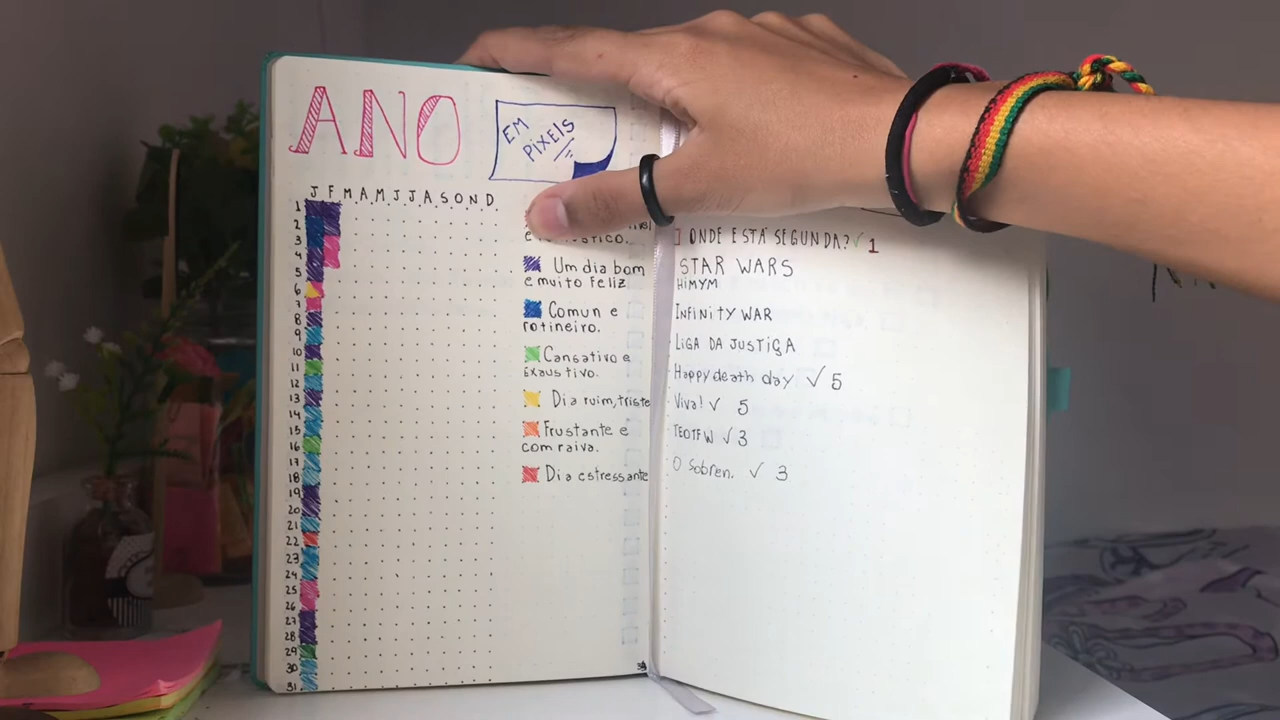 ANO
EM
PIXELS
J F M A M J J A S O N D
1
2
3
4
5
6
7
8
9
10
11
12
13
14
15
16
17
18
19
20
21
22
23
24
25
26
27
28
29
30
31
Um dia bom
e muito feliz
Comun e
rotineiro.
Cansativo e
Exaustivo.
Dia ruim, triste
Frustante e
com raiva.
Dia estressante
ONDE ESTÁ SEGUNDA? ✓ 1
STAR WARS
HIMYM
INFINITY WAR
LIGA DA JUSTIÇA
Happy death day ✓ 5
Viva! ✓ 5
TEOTFW ✓ 3
O Sobren. ✓ 3